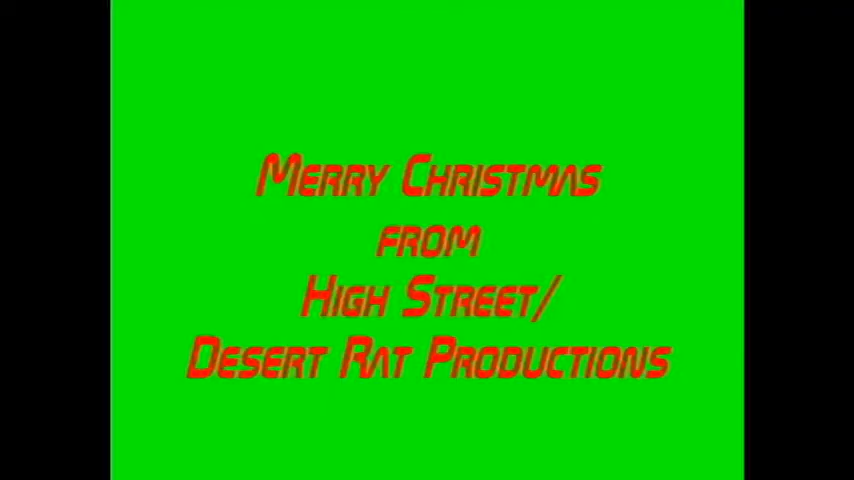 Merry Christmas
from
High Street/
Desert Rat Productions